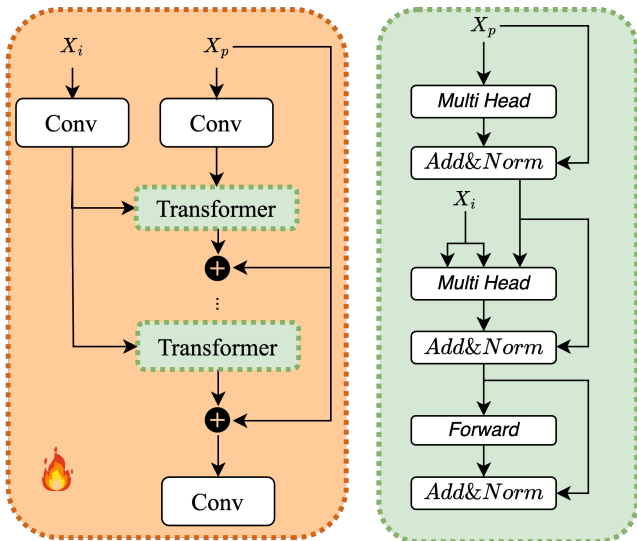 X_i
X_p
Conv
Conv
Transformer
+
⋮
Transformer
+
Conv
X_p
Multi Head
Add&Norm
X_i
Multi Head
Add&Norm
Forward
Add&Norm